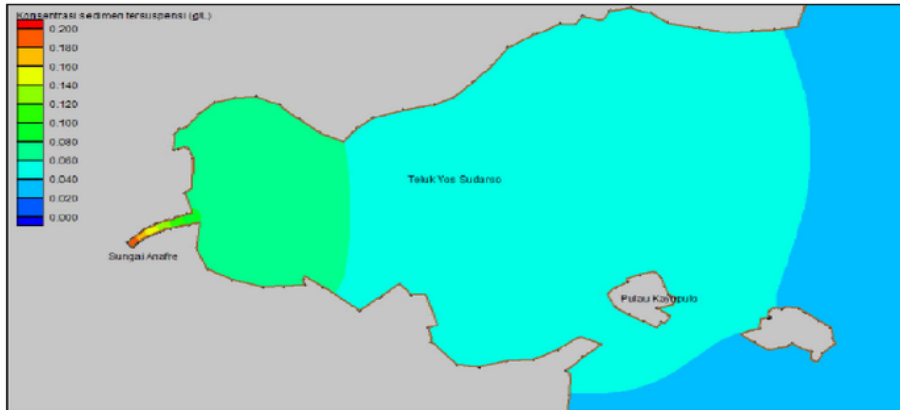 Konsentrasi sedimen tersuspensi (g/L)
0.200
0.180
0.160
0.140
0.120
0.100
0.080
0.060
0.040
0.020
0.000
Teluk Yos Sudarso
Sungai Anafre
Pulau Kayupulo